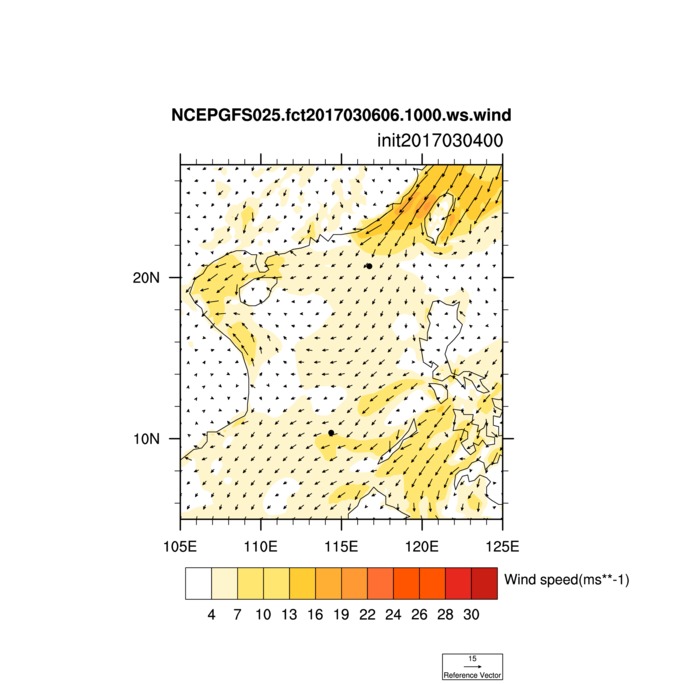 NCEPGFS025.fct2017030606.1000.ws.wind
init2017030400
20N
10N
105E 110E 115E 120E 125E
Wind speed(ms**-1)
4 7 10 13 16 19 22 24 26 28 30
15
Reference Vector